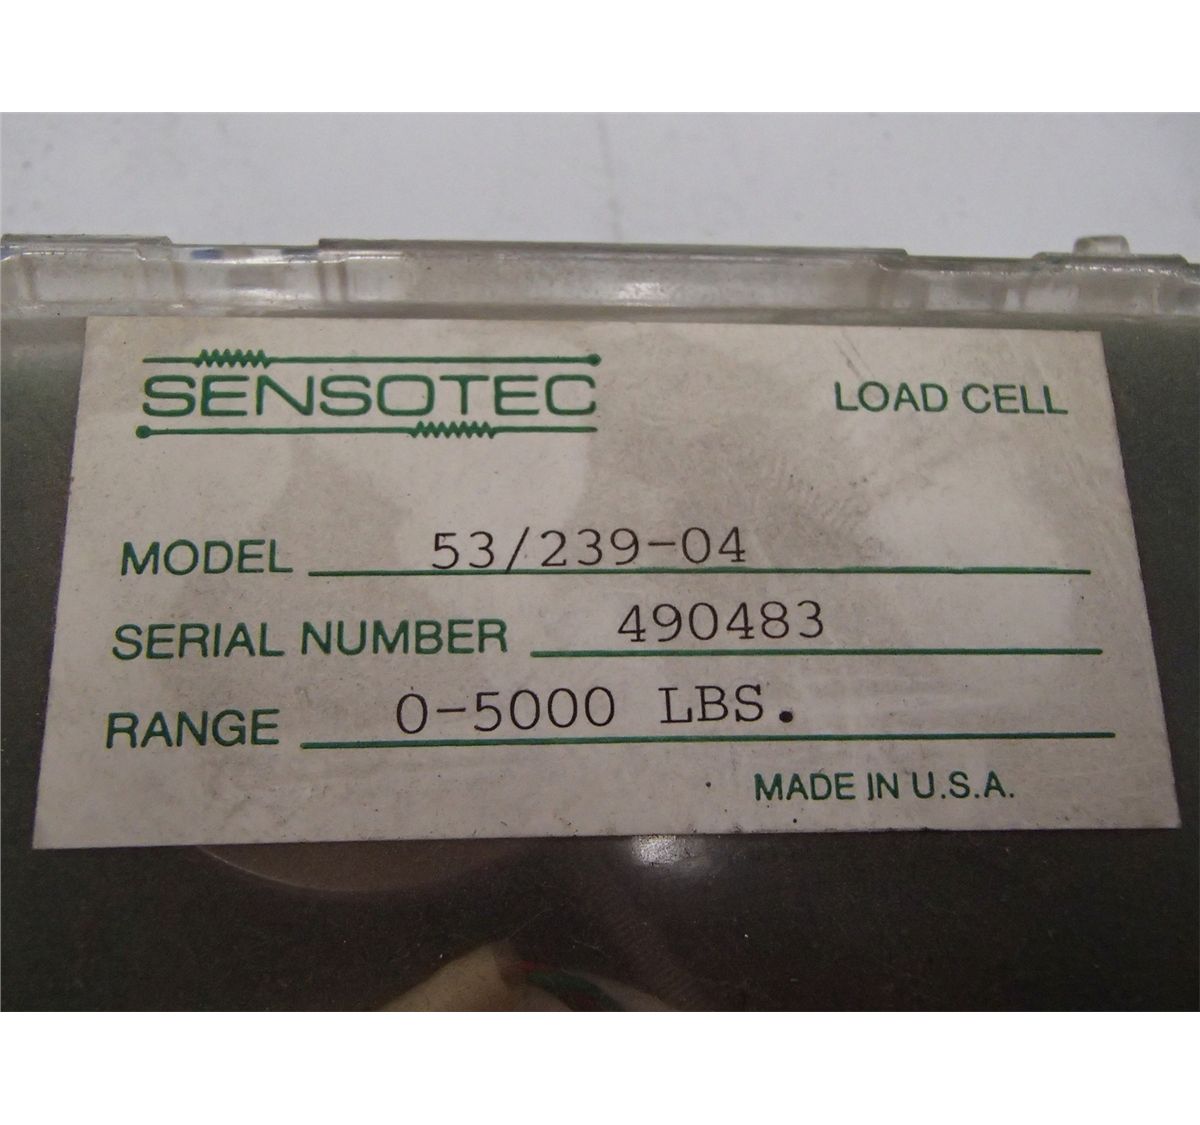 SENSOTEC LOAD CELL
MODEL 53/239-04
SERIAL NUMBER 490483
RANGE 0-5000 LBS.
MADE IN U.S.A.